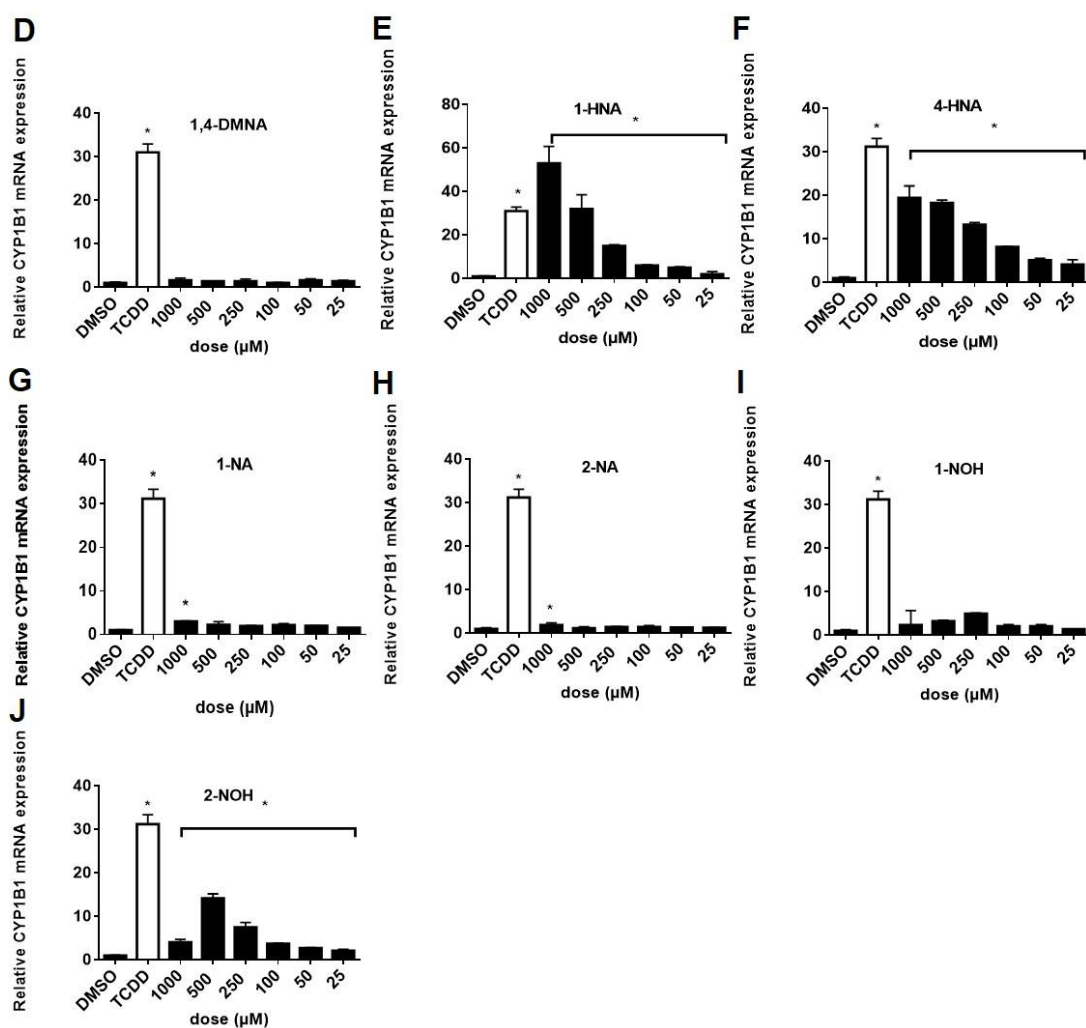 D
Relative CYP1B1 mRNA expression
1,4-DMNA
40
30
20
10
0
*
DMSO TCDD 1000 500 250 100 50 25
dose (µM)
E
Relative CYP1B1 mRNA expression
1-HNA
80
60
40
20
0
*
*
DMSO TCDD 1000 500 250 100 50 25
dose (µM)
F
Relative CYP1B1 mRNA expression
4-HNA
40
30
20
10
0
*
*
DMSO TCDD 1000 500 250 100 50 25
dose (µM)
G
Relative CYP1B1 mRNA expression
1-NA
40
30
20
10
0
*
*
DMSO TCDD 1000 500 250 100 50 25
dose (µM)
H
Relative CYP1B1 mRNA expression
2-NA
40
30
20
10
0
*
*
DMSO TCDD 1000 500 250 100 50 25
dose (µM)
I
Relative CYP1B1 mRNA expression
1-NOH
40
30
20
10
0
*
DMSO TCDD 1000 500 250 100 50 25
dose (µM)
J
Relative CYP1B1 mRNA expression
2-NOH
40
30
20
10
0
*
*
DMSO TCDD 1000 500 250 100 50 25
dose (µM)